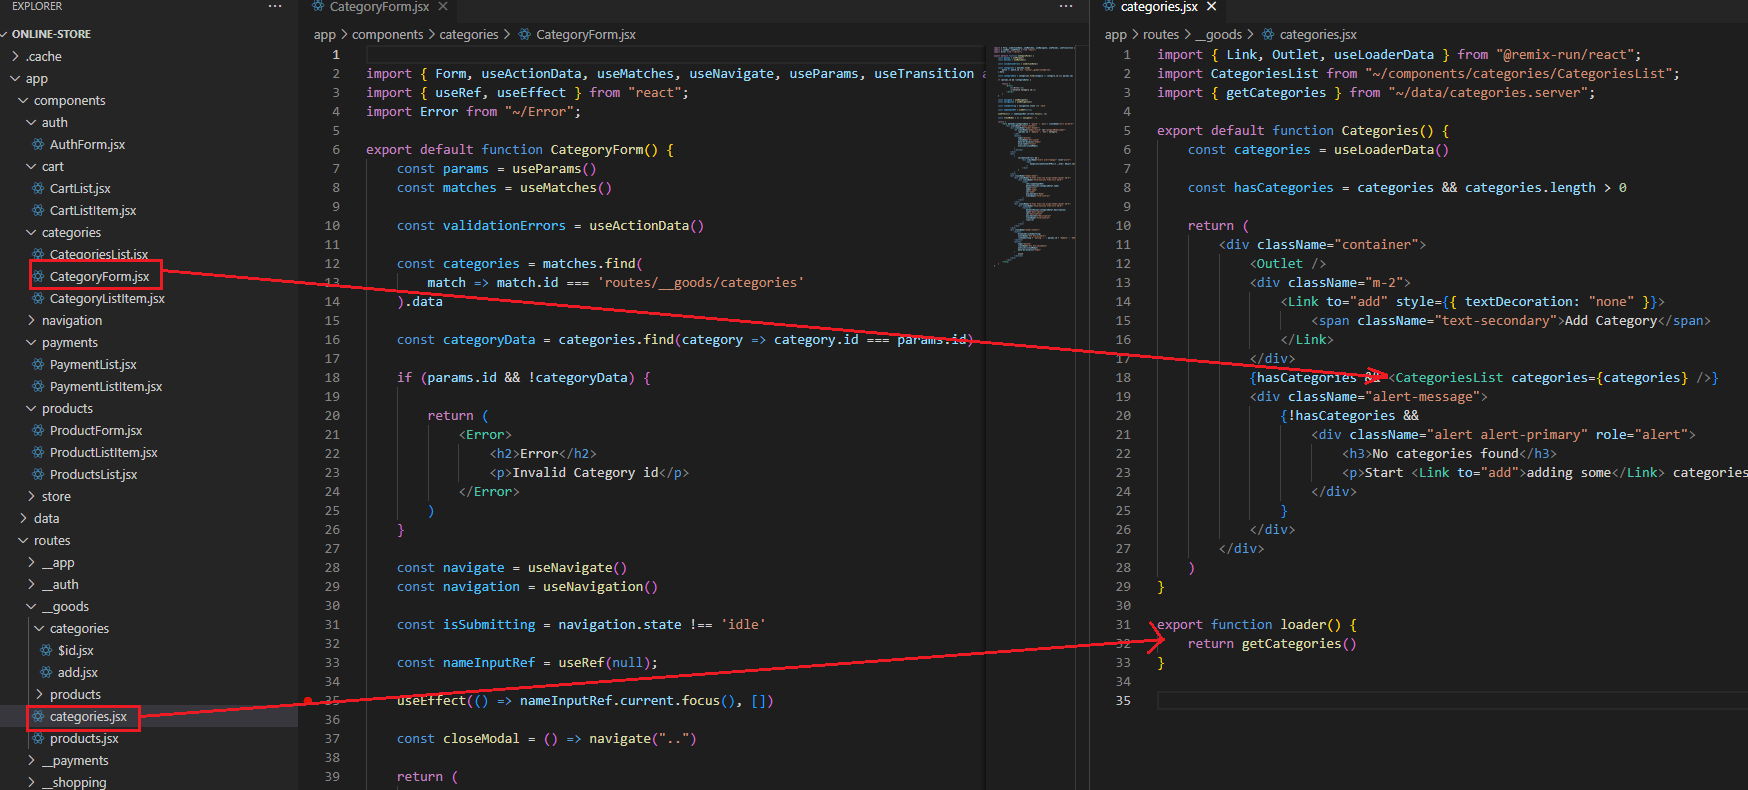 EXPLORER
···
ONLINE-STORE
.cache
app
components
auth
AuthForm.jsx
cart
CartList.jsx
CartListItem.jsx
categories
CategoriesList.jsx
CategoryForm.jsx
CategoryListItem.jsx
navigation
payments
PaymentList.jsx
PaymentListItem.jsx
products
ProductForm.jsx
ProductListItem.jsx
ProductsList.jsx
store
data
routes
__app
__auth
__goods
categories
$id.jsx
add.jsx
products
categories.jsx
products.jsx
__payments
__shopping
CategoryForm.jsx
···
app > components > categories > CategoryForm.jsx
1
2 import { Form, useActionData, useMatches, useNavigate, useParams, useTransition
3 import { useRef, useEffect } from "react";
4 import Error from "~/Error";
5
6 export default function CategoryForm() {
7 const params = useParams()
8 const matches = useMatches()
9
10 const validationErrors = useActionData()
11
12 const categories = matches.find(
13 match => match.id === 'routes/__goods/categories'
14 ).data
15
16 const categoryData = categories.find(category => category.id === params.id)
17
18 if (params.id && !categoryData) {
19
20 return (
21 <Error>
22 <h2>Error</h2>
23 <p>Invalid Category id</p>
24 </Error>
25 )
26 }
27
28 const navigate = useNavigate()
29 const navigation = useNavigation()
30
31 const isSubmitting = navigation.state !== 'idle'
32
33 const nameInputRef = useRef(null);
34
35 useEffect(() => nameInputRef.current.focus(), [])
36
37 const closeModal = () => navigate("..")
38
39 return (
categories.jsx
app > routes > __goods > categories.jsx
1 import { Link, Outlet, useLoaderData } from "@remix-run/react";
2 import CategoriesList from "~/components/categories/CategoriesList";
3 import { getCategories } from "~/data/categories.server";
4
5 export default function Categories() {
6 const categories = useLoaderData()
7
8 const hasCategories = categories && categories.length > 0
9
10 return (
11 <div className="container">
12 <Outlet />
13 <div className="m-2">
14 <Link to="add" style={{ textDecoration: "none" }}>
15 <span className="text-secondary">Add Category</span>
16 </Link>
17 </div>
18 {hasCategories && <CategoriesList categories={categories} />}
19 <div className="alert-message">
20 {!hasCategories &&
21 <div className="alert alert-primary" role="alert">
22 <h3>No categories found</h3>
23 <p>Start <Link to="add">adding some</Link> categories
24 </div>
25 }
26 </div>
27 </div>
28 )
29 }
30
31 export function loader() {
32 return getCategories()
33 }
34
35